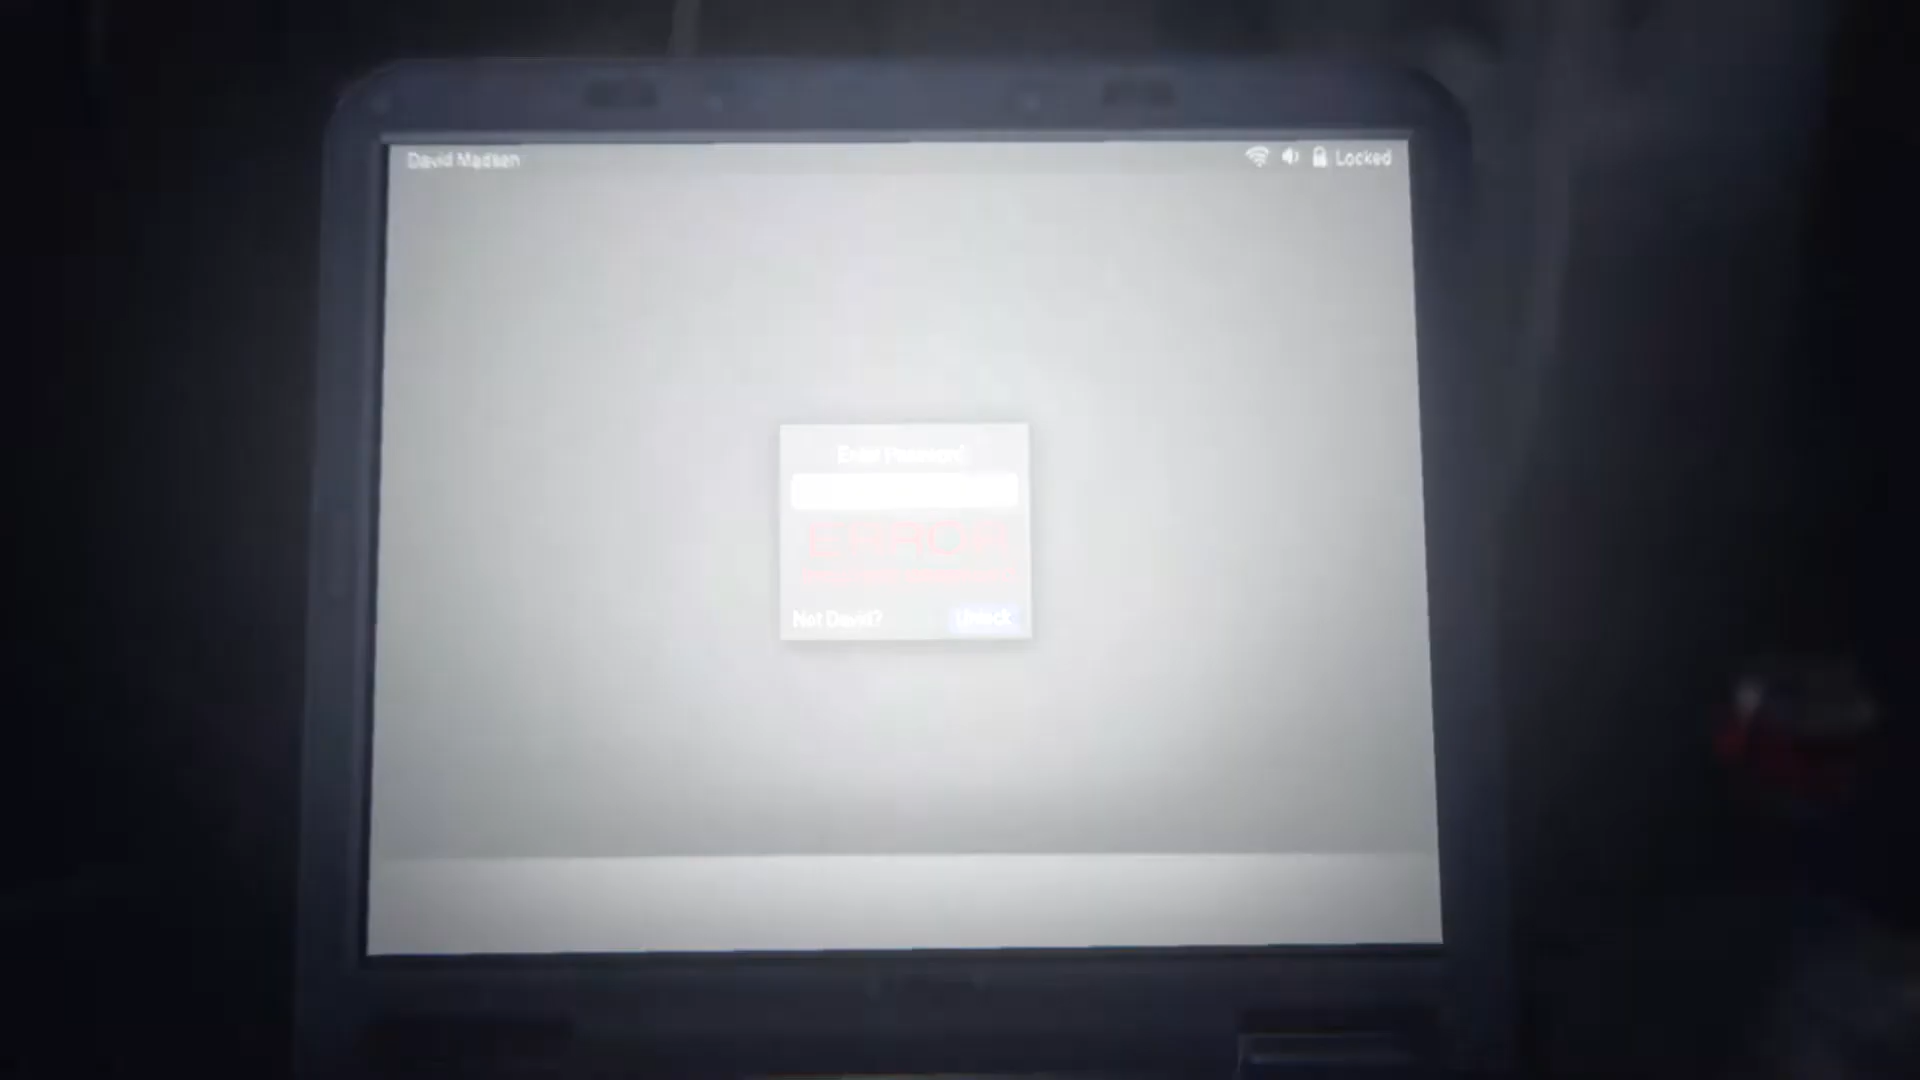 David Madsen
Locked
Enter Password
ERROR
Not David?
Unlock